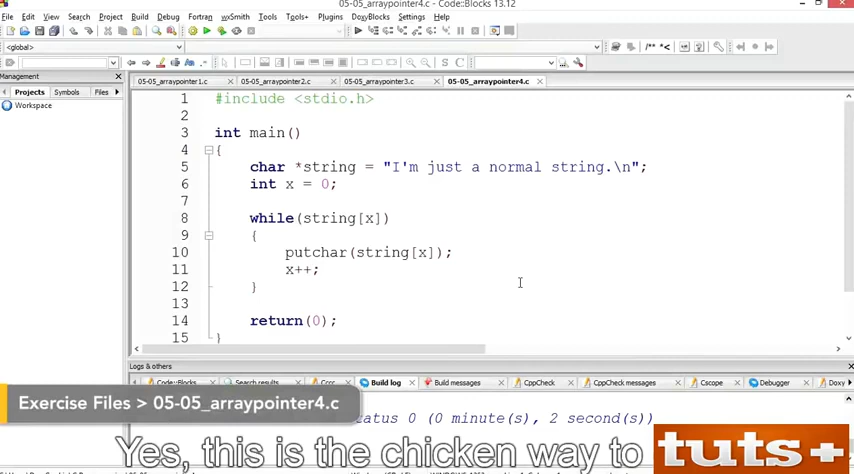 05-05_arraypointer4.c - Code::Blocks 13.12
File Edit View Search Project Build Debug Fortran wxSmith Tools Tools+ Plugins DoxyBlocks Settings Help
<global>
/** *<
S C
Management
05-05_arraypointer1.c 05-05_arraypointer2.c 05-05_arraypointer3.c 05-05_arraypointer4.c
Projects Symbols Files
Workspace
1 #include <stdio.h>
2
3 int main()
4 {
5 char *string = "I'm just a normal string.\n";
6 int x = 0;
7
8 while(string[x])
9 {
10 putchar(string[x]);
11 x++;
12 }
13
14 return(0);
15 }
Logs & others
Code::Blocks Search results Cccc Build log Build messages CppCheck CppCheck messages Cscope Debugger Doxy
Exercise Files > 05-05_arraypointer4.c
tatus 0 (0 minute(s), 2 second(s))
Yes, this is the chicken way to
tuts+